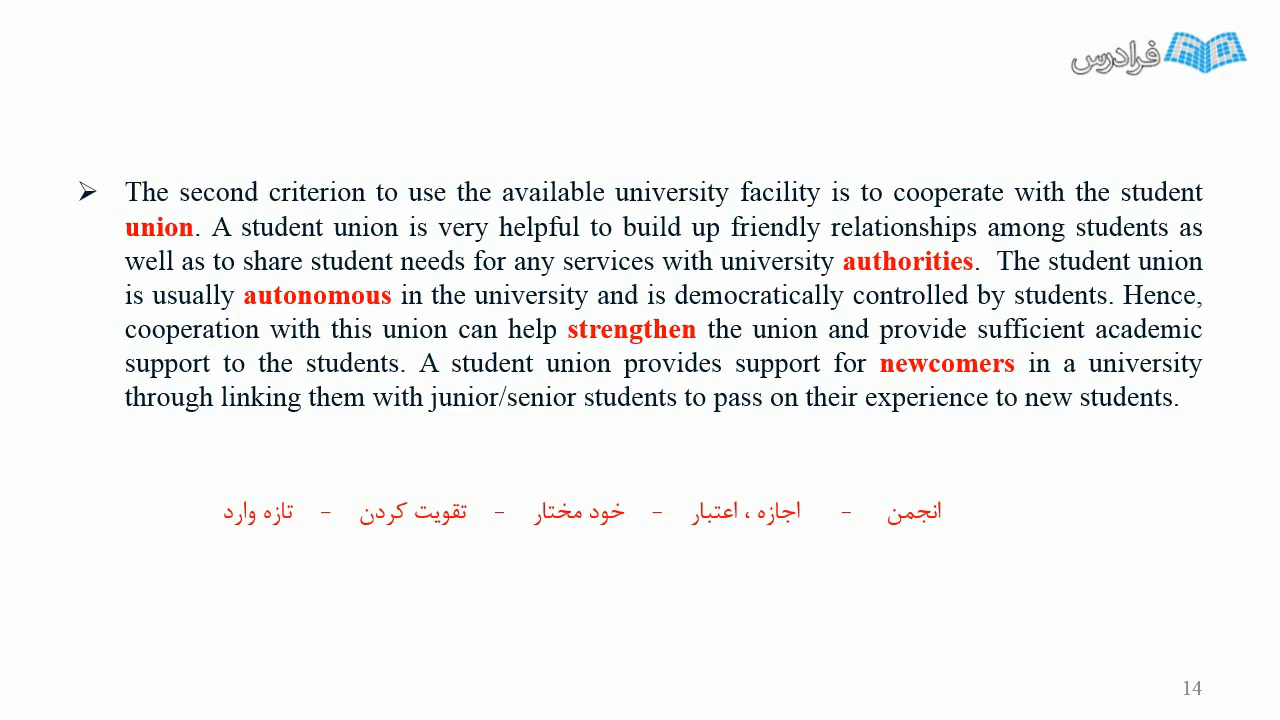 فرادرس
➢ The second criterion to use the available university facility is to cooperate with the student
union. A student union is very helpful to build up friendly relationships among students as
well as to share student needs for any services with university authorities. The student union
is usually autonomous in the university and is democratically controlled by students. Hence,
cooperation with this union can help strengthen the union and provide sufficient academic
support to the students. A student union provides support for newcomers in a university
through linking them with junior/senior students to pass on their experience to new students.
انجمن - اجازه ، اعتبار - خود مختار - تقویت کردن - تازه وارد
14